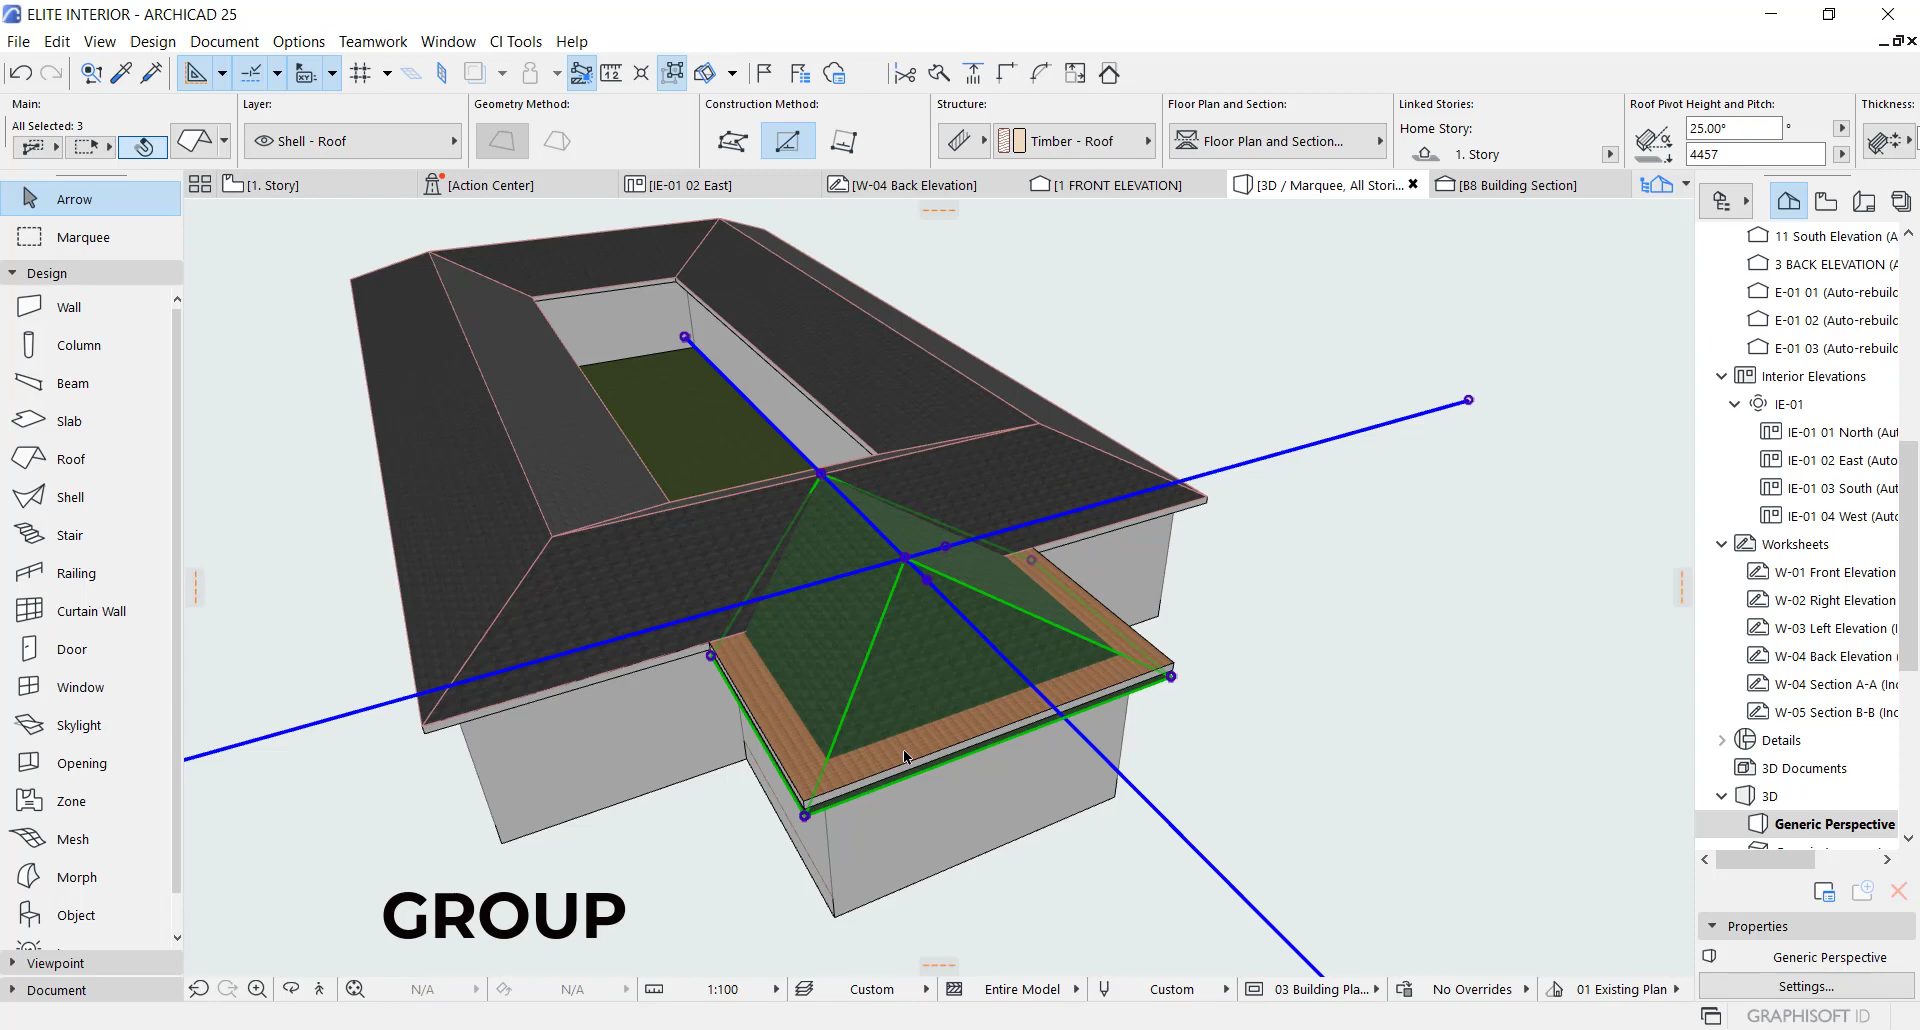 ELITE INTERIOR - ARCHICAD 25
File Edit View Design Document Options Teamwork Window CI Tools Help
Main: Layer: Geometry Method: Construction Method: Structure: Floor Plan and Section: Linked Stories: Roof Pivot Height and Pitch: Thickness:
All Selected: 3
Shell - Roof Timber - Roof Floor Plan and Section... Home Story: 25.00° °
1. Story 4457
[1. Story] [Action Center] [IE-01 02 East] [W-04 Back Elevation] [1 FRONT ELEVATION] [3D / Marquee, All Stori... [B8 Building Section]
Arrow
Marquee
Design
Wall
Column
Beam
Slab
Roof
Shell
Stair
Railing
Curtain Wall
Door
Window
Skylight
Opening
Zone
Mesh
Morph
Object
Viewpoint
Document
GROUP
11 South Elevation (A
3 BACK ELEVATION (A
E-01 01 (Auto-rebuilc
E-01 02 (Auto-rebuilc
E-01 03 (Auto-rebuilc
Interior Elevations
IE-01
IE-01 01 North (Aut
IE-01 02 East (Auto
IE-01 03 South (Aut
IE-01 04 West (Autc
Worksheets
W-01 Front Elevation
W-02 Right Elevation
W-03 Left Elevation (I
W-04 Back Elevation
W-04 Section A-A (Inc
W-05 Section B-B (Inc
Details
3D Documents
3D
Generic Perspective
Properties
Generic Perspective
Settings...
N/A N/A 1:100 Custom Entire Model Custom 03 Building Pla... No Overrides 01 Existing Plan
GRAPHISOFT ID